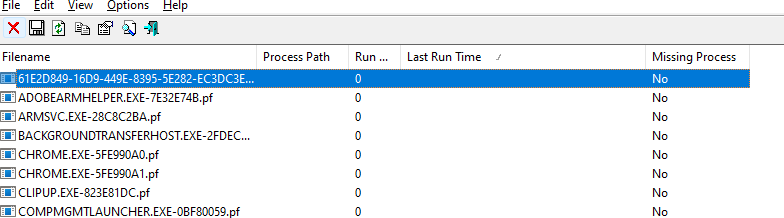 File Edit View Options Help
Filename Process Path Run ... Last Run Time Missing Process
61E2D849-16D9-449E-8395-5E282-EC3DC3E... 0 No
ADOBEARMHELPER.EXE-7E32E74B.pf 0 No
ARMSVC.EXE-28C8C2BA.pf 0 No
BACKGROUNDTRANSFERHOST.EXE-2FDEC... 0 No
CHROME.EXE-5FE990A0.pf 0 No
CHROME.EXE-5FE990A1.pf 0 No
CLIPUP.EXE-823E81DC.pf 0 No
COMPMGMTLAUNCHER.EXE-0BF80059.pf 0 No